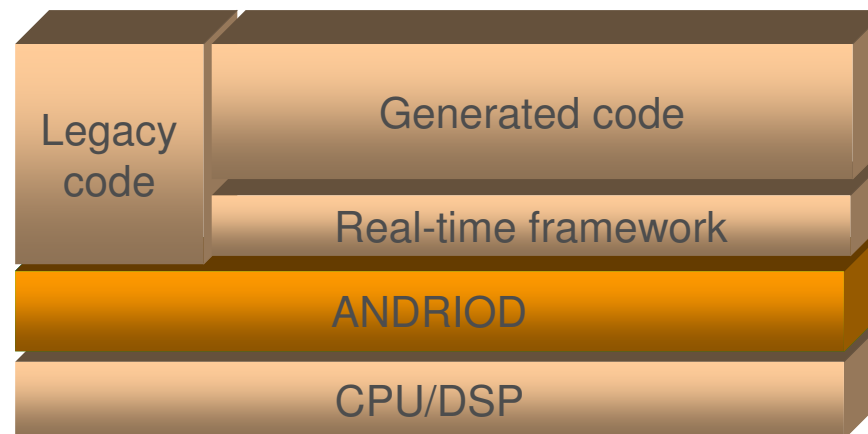 Legacy
code
Generated code
Real-time framework
ANDRIOD
CPU/DSP